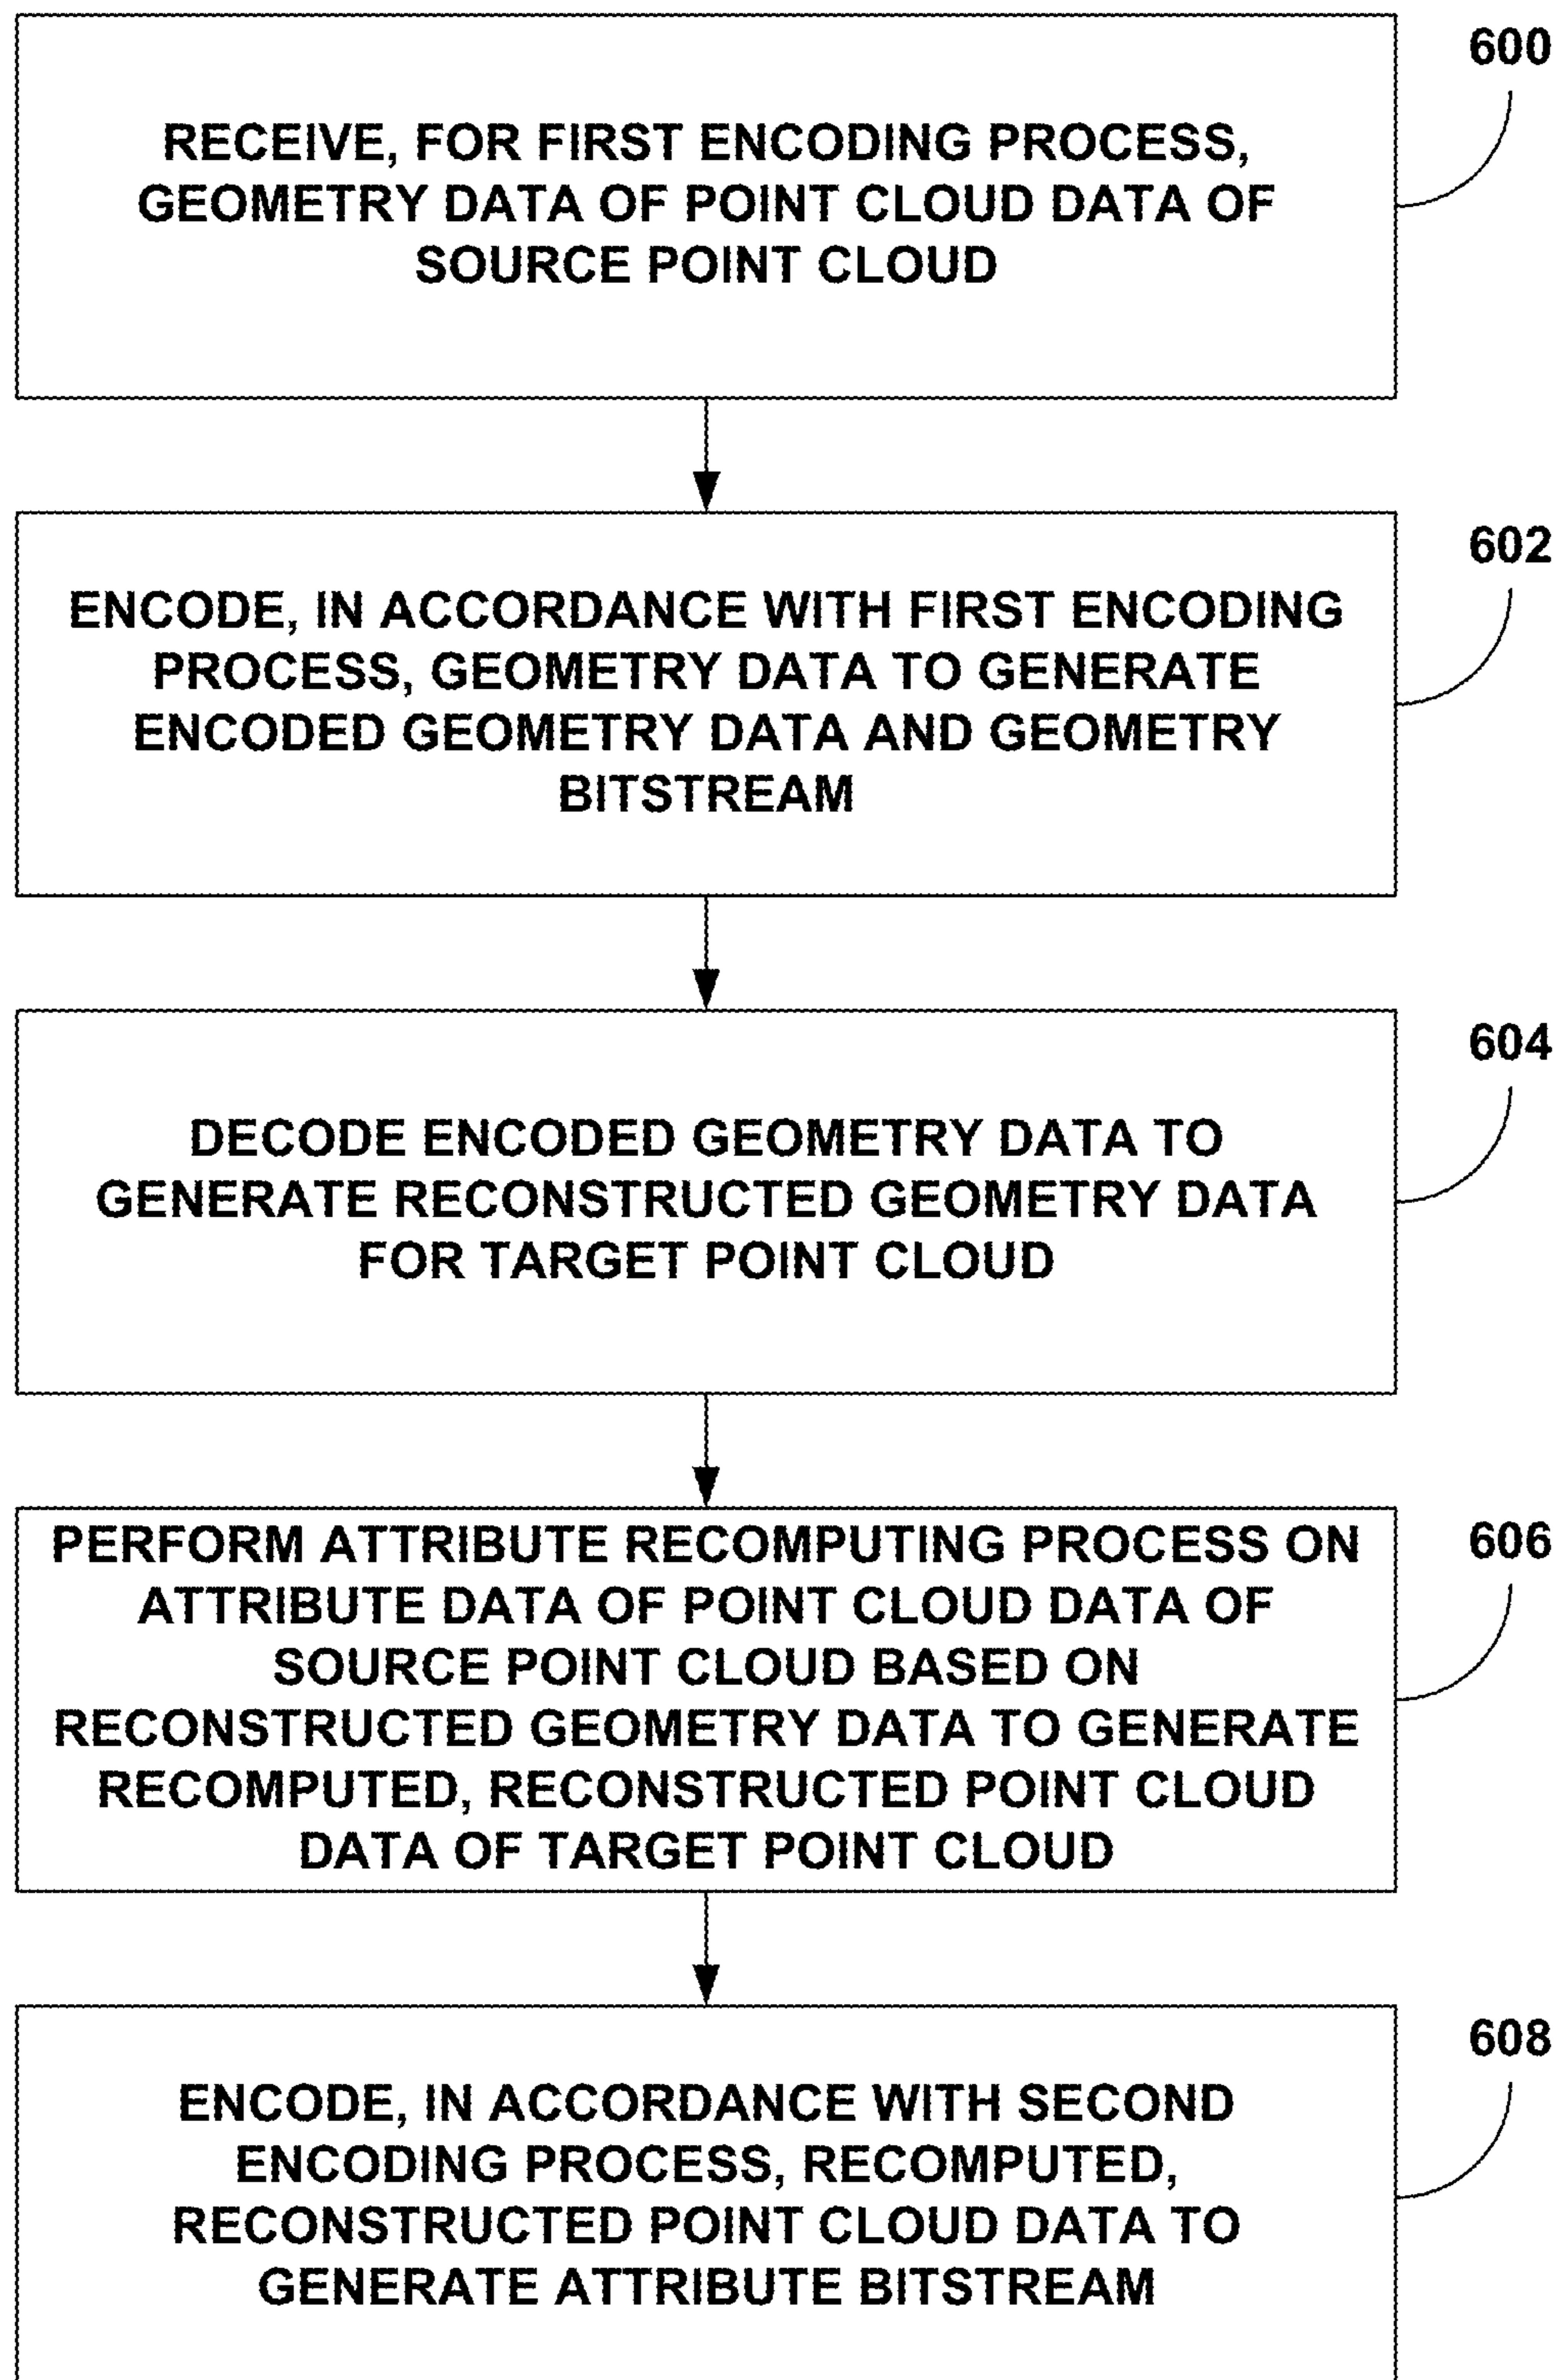 600
RECEIVE, FOR FIRST ENCODING PROCESS,
GEOMETRY DATA OF POINT CLOUD DATA OF
SOURCE POINT CLOUD
602
ENCODE, IN ACCORDANCE WITH FIRST ENCODING
PROCESS, GEOMETRY DATA TO GENERATE
ENCODED GEOMETRY DATA AND GEOMETRY
BITSTREAM
604
DECODE ENCODED GEOMETRY DATA TO
GENERATE RECONSTRUCTED GEOMETRY DATA
FOR TARGET POINT CLOUD
606
PERFORM ATTRIBUTE RECOMPUTING PROCESS ON
ATTRIBUTE DATA OF POINT CLOUD DATA OF
SOURCE POINT CLOUD BASED ON
RECONSTRUCTED GEOMETRY DATA TO GENERATE
RECOMPUTED, RECONSTRUCTED POINT CLOUD
DATA OF TARGET POINT CLOUD
608
ENCODE, IN ACCORDANCE WITH SECOND
ENCODING PROCESS, RECOMPUTED,
RECONSTRUCTED POINT CLOUD DATA TO
GENERATE ATTRIBUTE BITSTREAM